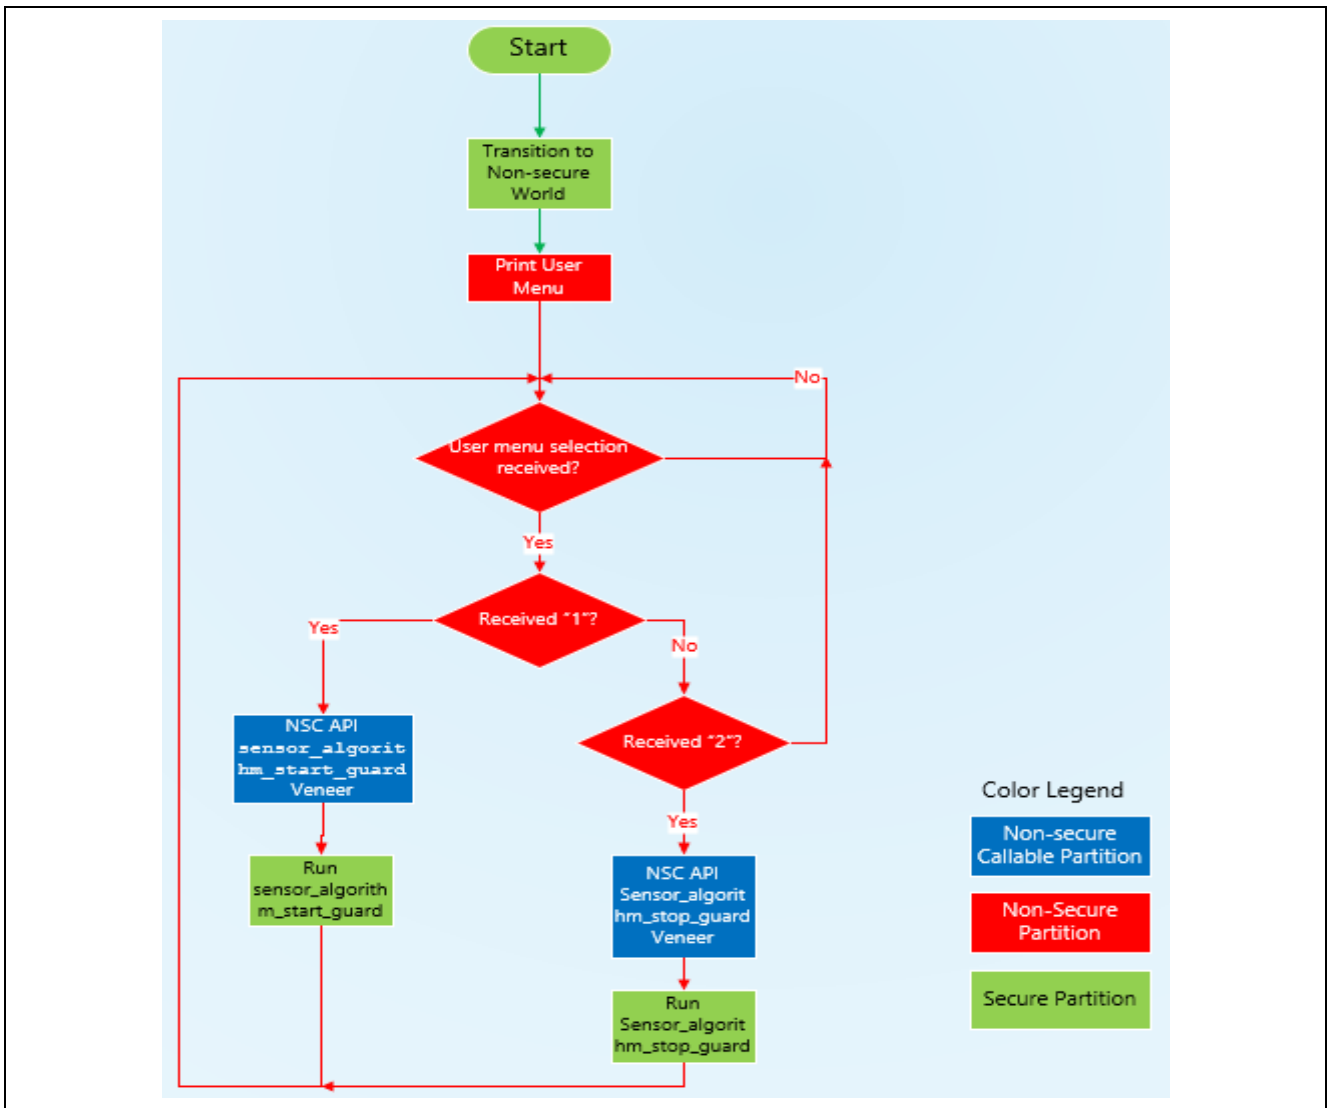 Start
Transition to
Non-secure
World
Print User
Menu
No
User menu selection
received?
Yes
Received “1”?
Yes
No
NSC API
sensor_algorit
hm_start_guard
Veneer
Received “2”?
Yes
Run
sensor_algorith
m_start_guard
NSC API
Sensor_algorit
hm_stop_guard
Veneer
Run
Sensor_algorit
hm_stop_guard
Color Legend
Non-secure
Callable Partition
Non-Secure
Partition
Secure Partition